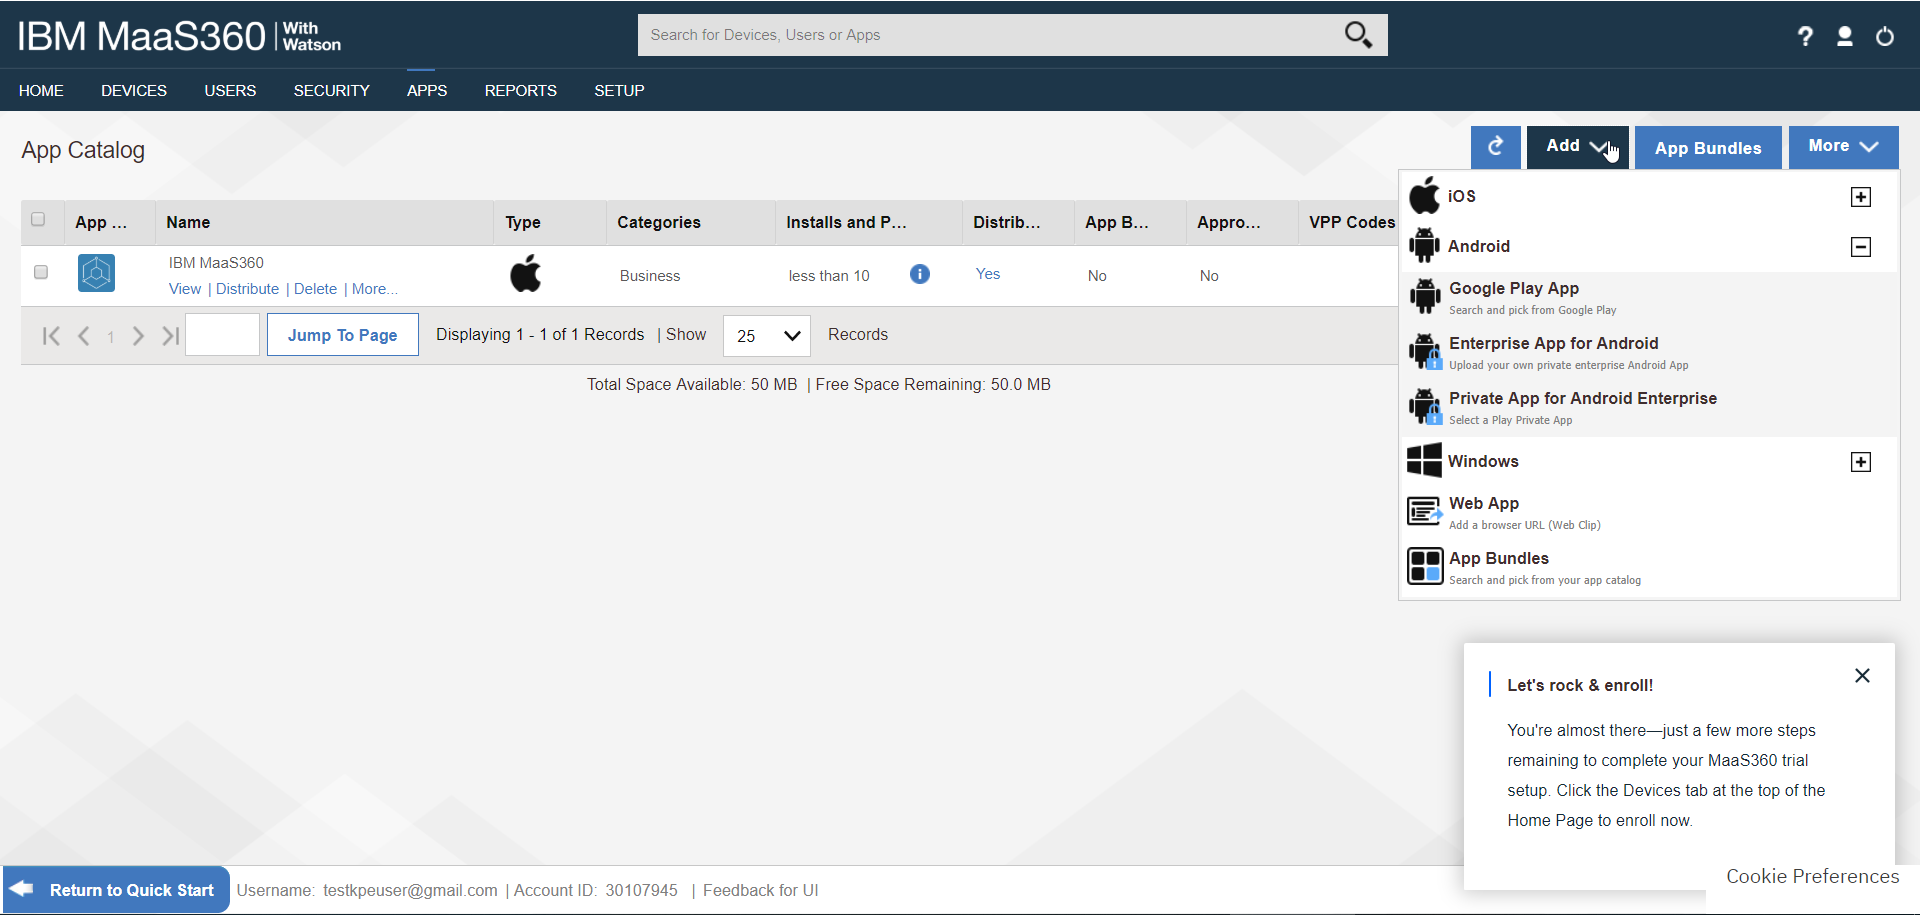 IBM MaaS360 | With Watson
Search for Devices, Users or Apps
HOME DEVICES USERS SECURITY APPS REPORTS SETUP
App Catalog
Add
App Bundles
More
App ... Name Type Categories Installs and P... Distrib... App B... Appro... VPP Codes
IBM MaaS360
View | Distribute | Delete | More...
Business less than 10 Yes No No
1 Jump To Page Displaying 1 - 1 of 1 Records | Show 25 Records
Total Space Available: 50 MB | Free Space Remaining: 50.0 MB
iOS
Android
Google Play App
Search and pick from Google Play
Enterprise App for Android
Upload your own private enterprise Android App
Private App for Android Enterprise
Select a Play Private App
Windows
Web App
Add a browser URL (Web Clip)
App Bundles
Search and pick from your app catalog
Let's rock & enroll!
You're almost there—just a few more steps
remaining to complete your MaaS360 trial
setup. Click the Devices tab at the top of the
Home Page to enroll now.
Cookie Preferences
Return to Quick Start Username: testkpeuser@gmail.com | Account ID: 30107945 | Feedback for UI